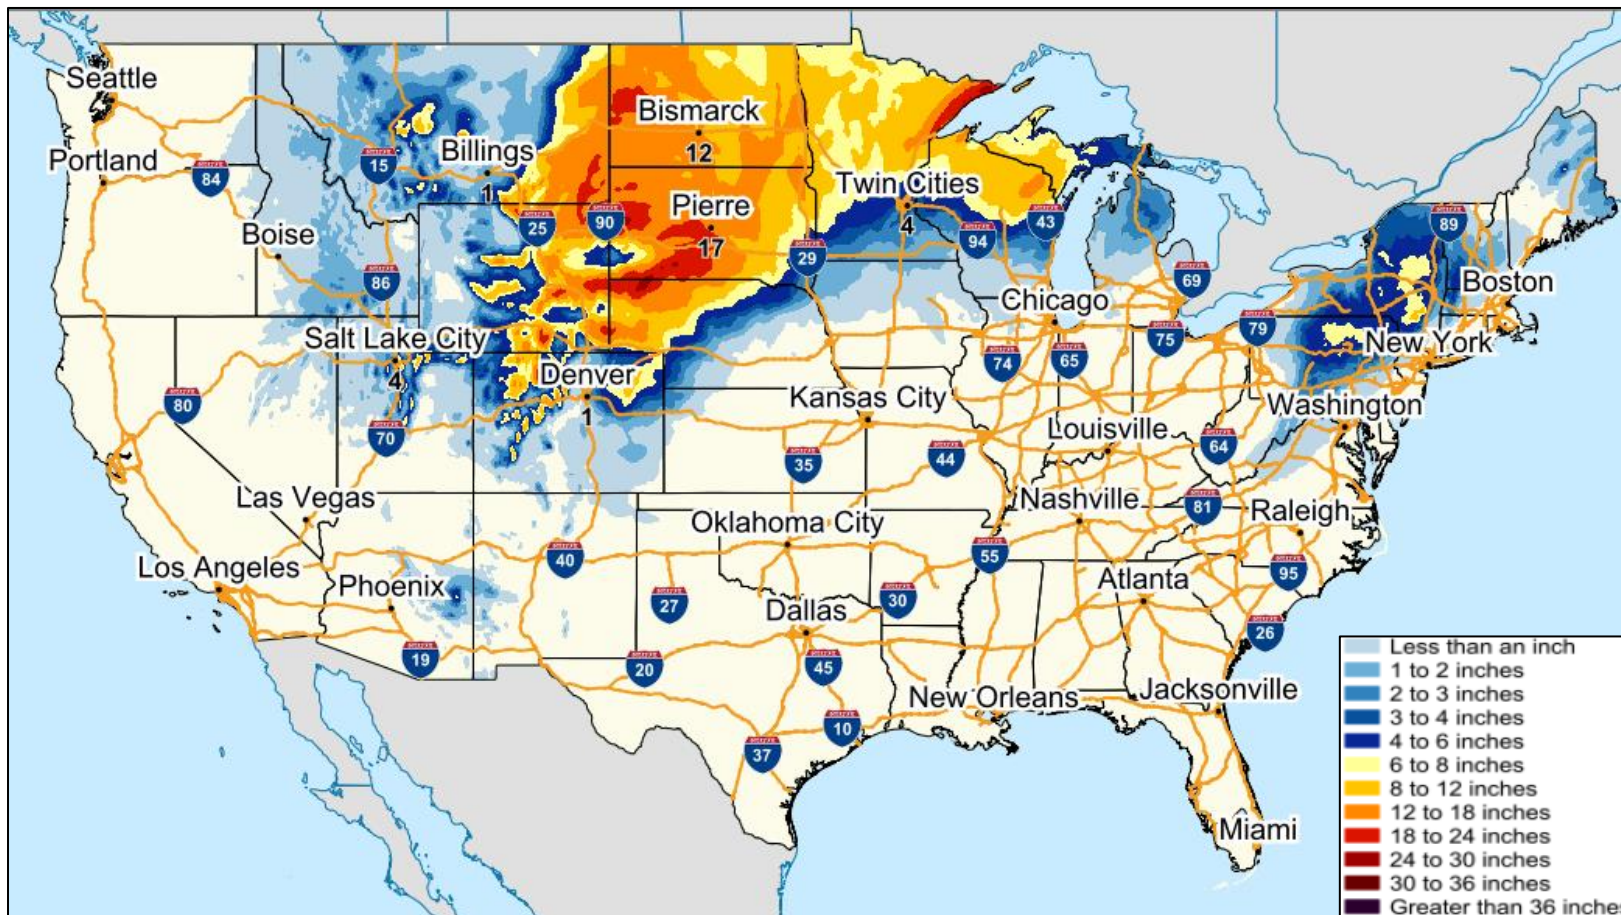 Seattle
Bismarck
12
Portland
84
15
Billings
1
Twin Cities
4
Pierre
17
25
90
43
94
29
89
Boise
86
69
Boston
Chicago
Salt Lake City
4
79
75
New York
74
65
Denver
1
80
Kansas City
Washington
70
Louisville
64
35
44
Las Vegas
Nashville
81
Raleigh
Oklahoma City
40
55
Los Angeles
Phoenix
95
Atlanta
27
30
Dallas
26
19
20
45
New Orleans
Jacksonville
10
37
Miami
Less than an inch
1 to 2 inches
2 to 3 inches
3 to 4 inches
4 to 6 inches
6 to 8 inches
8 to 12 inches
12 to 18 inches
18 to 24 inches
24 to 30 inches
30 to 36 inches
Greater than 36 inche